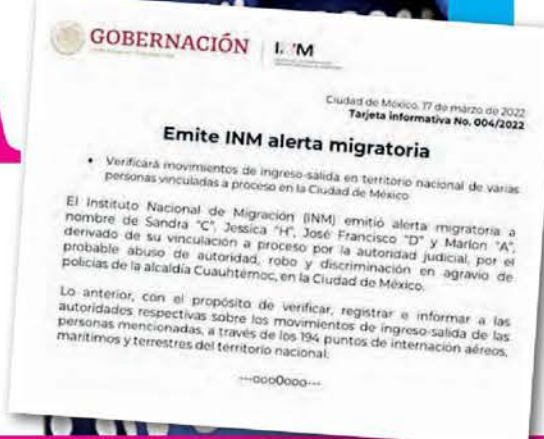 GOBERNACIÓN
Ciudad de México, 17 de marzo de 2022
Tarjeta informativa No. 004/2022
Emite INM alerta migratoria
• Verificará movimientos de ingreso-salida en territorio nacional de varias
personas vinculadas a proceso en la Ciudad de México
El Instituto Nacional de Migración (INM) emitió alerta migratoria a
nombre de Sandra "C", Jessica "H", José Francisco "D" y Marlon "A",
derivado de su vinculación a proceso por la autoridad judicial, por el
probable abuso de autoridad, robo y discriminación en agravio de
policías de la alcaldía Cuauhtémoc, en la Ciudad de México.
Lo anterior, con el propósito de verificar, registrar e informar a las
autoridades respectivas sobre los movimientos de ingreso-salida de las
personas mencionadas, a través de los 194 puntos de internación aéreos,
marítimos y terrestres del territorio nacional.
---ooo0ooo---